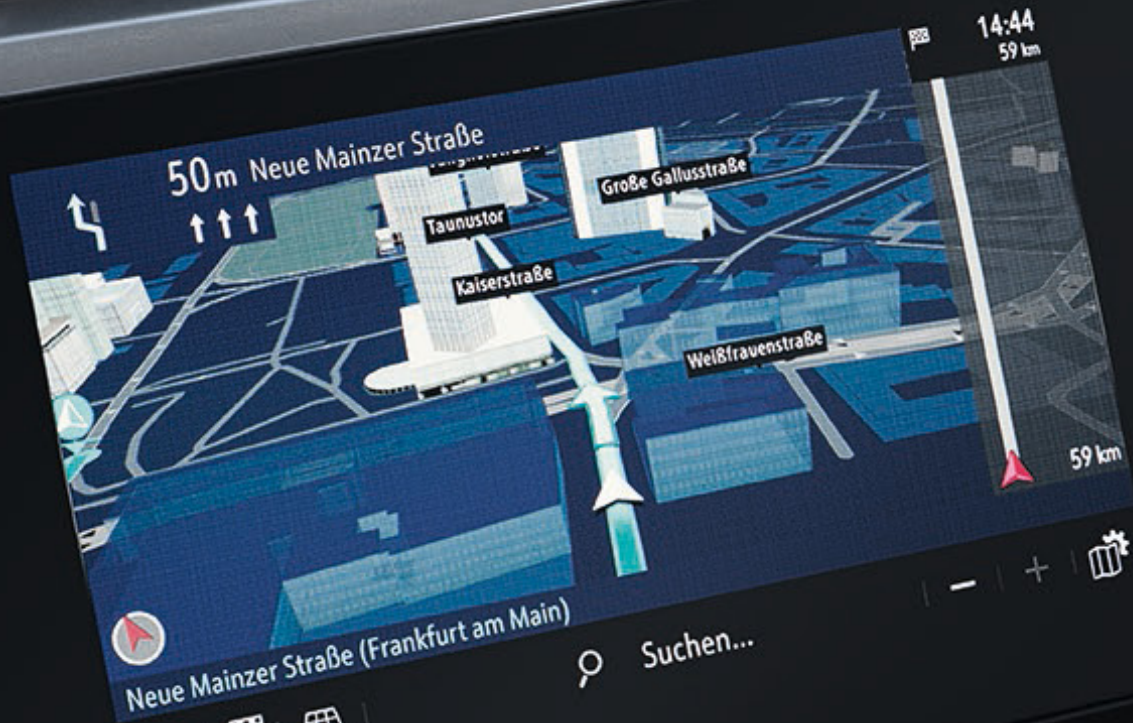 14:44
59 km
50 m Neue Mainzer Straße
Große Gallusstraße
Taunustor
Kaiserstraße
Weißfrauenstraße
59 km
Neue Mainzer Straße (Frankfurt am Main)
Suchen...